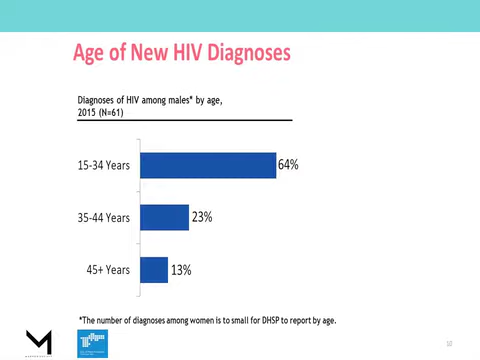 Age of New HIV Diagnoses
Diagnoses of HIV among males* by age,
2015 (N=61)
15-34 Years
64%
35-44 Years
23%
45+ Years
13%
*The number of diagnoses among women is to small for DHSP to report by age.
M
10